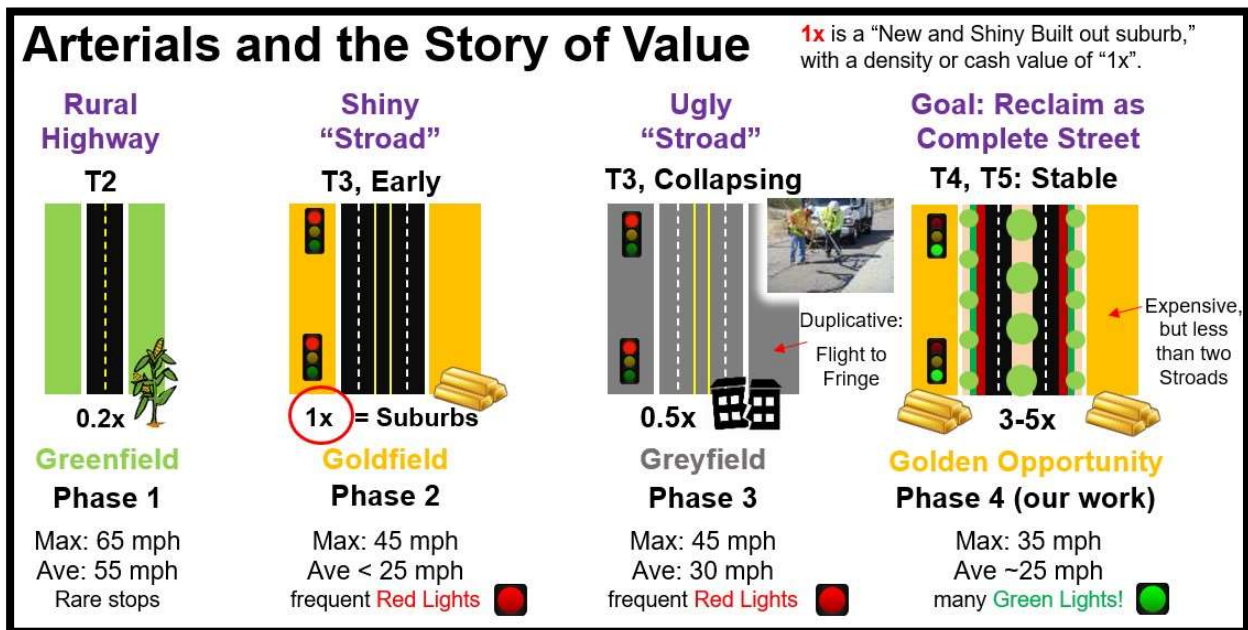 Arterials and the Story of Value
1x is a “New and Shiny Built out suburb,”
with a density or cash value of “1x”.
Rural
Highway
T2
0.2x
Greenfield
Phase 1
Max: 65 mph
Ave: 55 mph
Rare stops
Shiny
“Stroad”
T3, Early
1x = Suburbs
Goldfield
Phase 2
Max: 45 mph
Ave < 25 mph
frequent Red Lights
Ugly
“Stroad”
T3, Collapsing
Duplicative:
Flight to
Fringe
0.5x
Greyfield
Phase 3
Max: 45 mph
Ave: 30 mph
frequent Red Lights
Goal: Reclaim as
Complete Street
T4, T5: Stable
Expensive,
but less
than two
Stroads
3-5x
Golden Opportunity
Phase 4 (our work)
Max: 35 mph
Ave ~25 mph
many Green Lights!